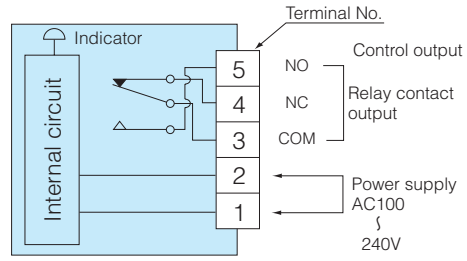 Terminal No.
Indicator
Control output
5 NO
Relay contact
output
4 NC
3 COM
Internal circuit
2
1
Power supply
AC100
~
240V